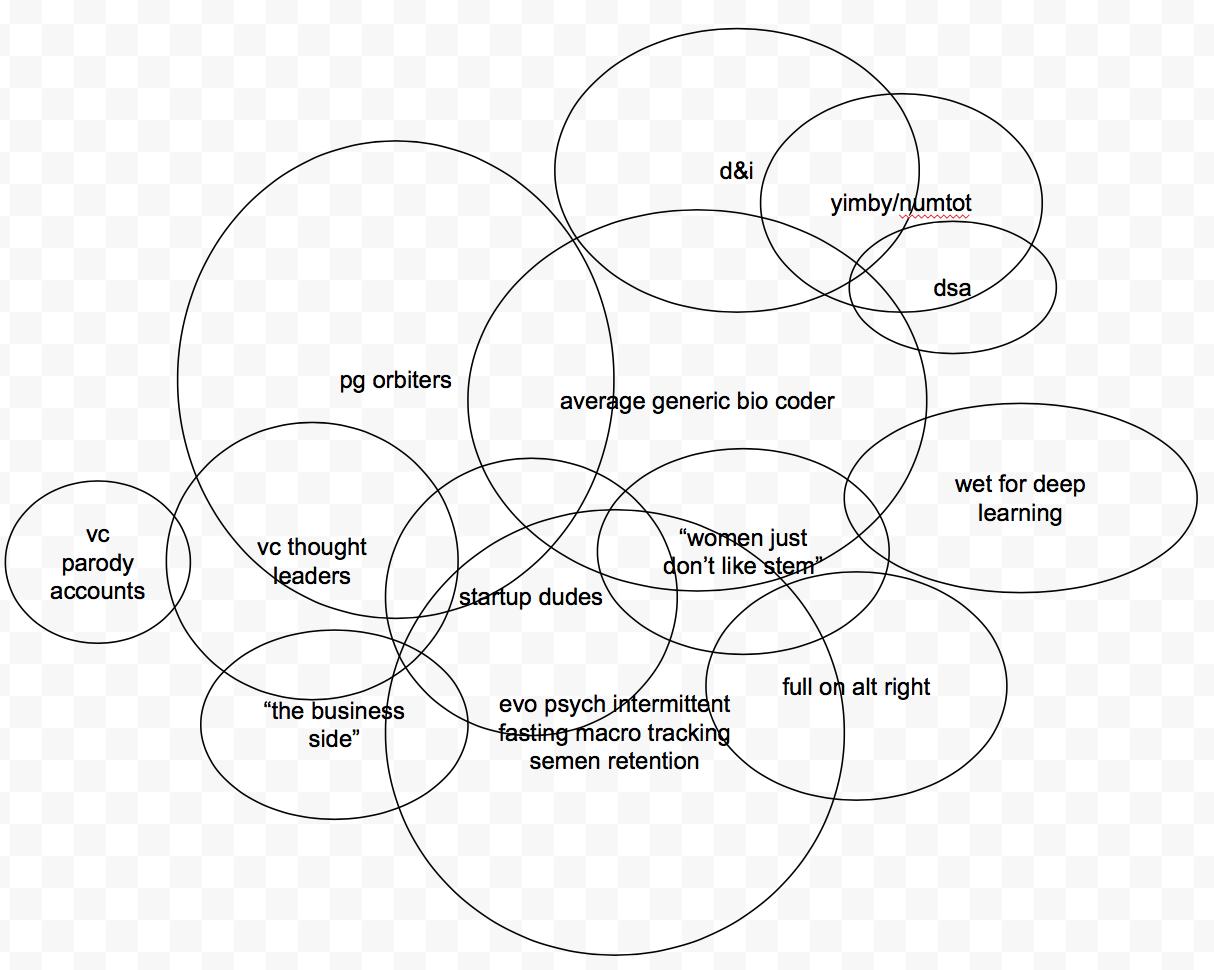 d&i
yimby/numtot
dsa
pg orbiters
average generic bio coder
wet for deep
learning
vc
parody
accounts
vc thought
leaders
“women just
don’t like stem”
startup dudes
full on alt right
“the business
side”
evo psych intermittent
fasting macro tracking
semen retention